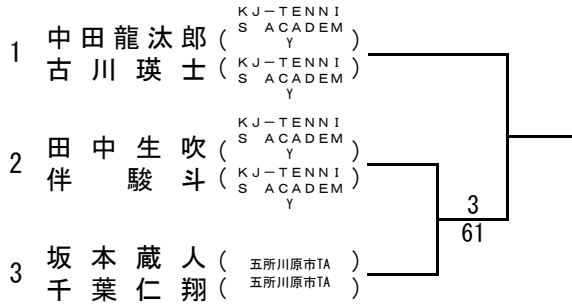 1 中田龍汰郎 (KJ-TENNIS ACADEMY)
古川瑛士 (KJ-TENNIS ACADEMY)
2 田中生吹 (KJ-TENNIS ACADEMY)
伴駿斗 (KJ-TENNIS ACADEMY)
3
61
3 坂本蔵人 (五所川原市TA)
千葉仁翔 (五所川原市TA)